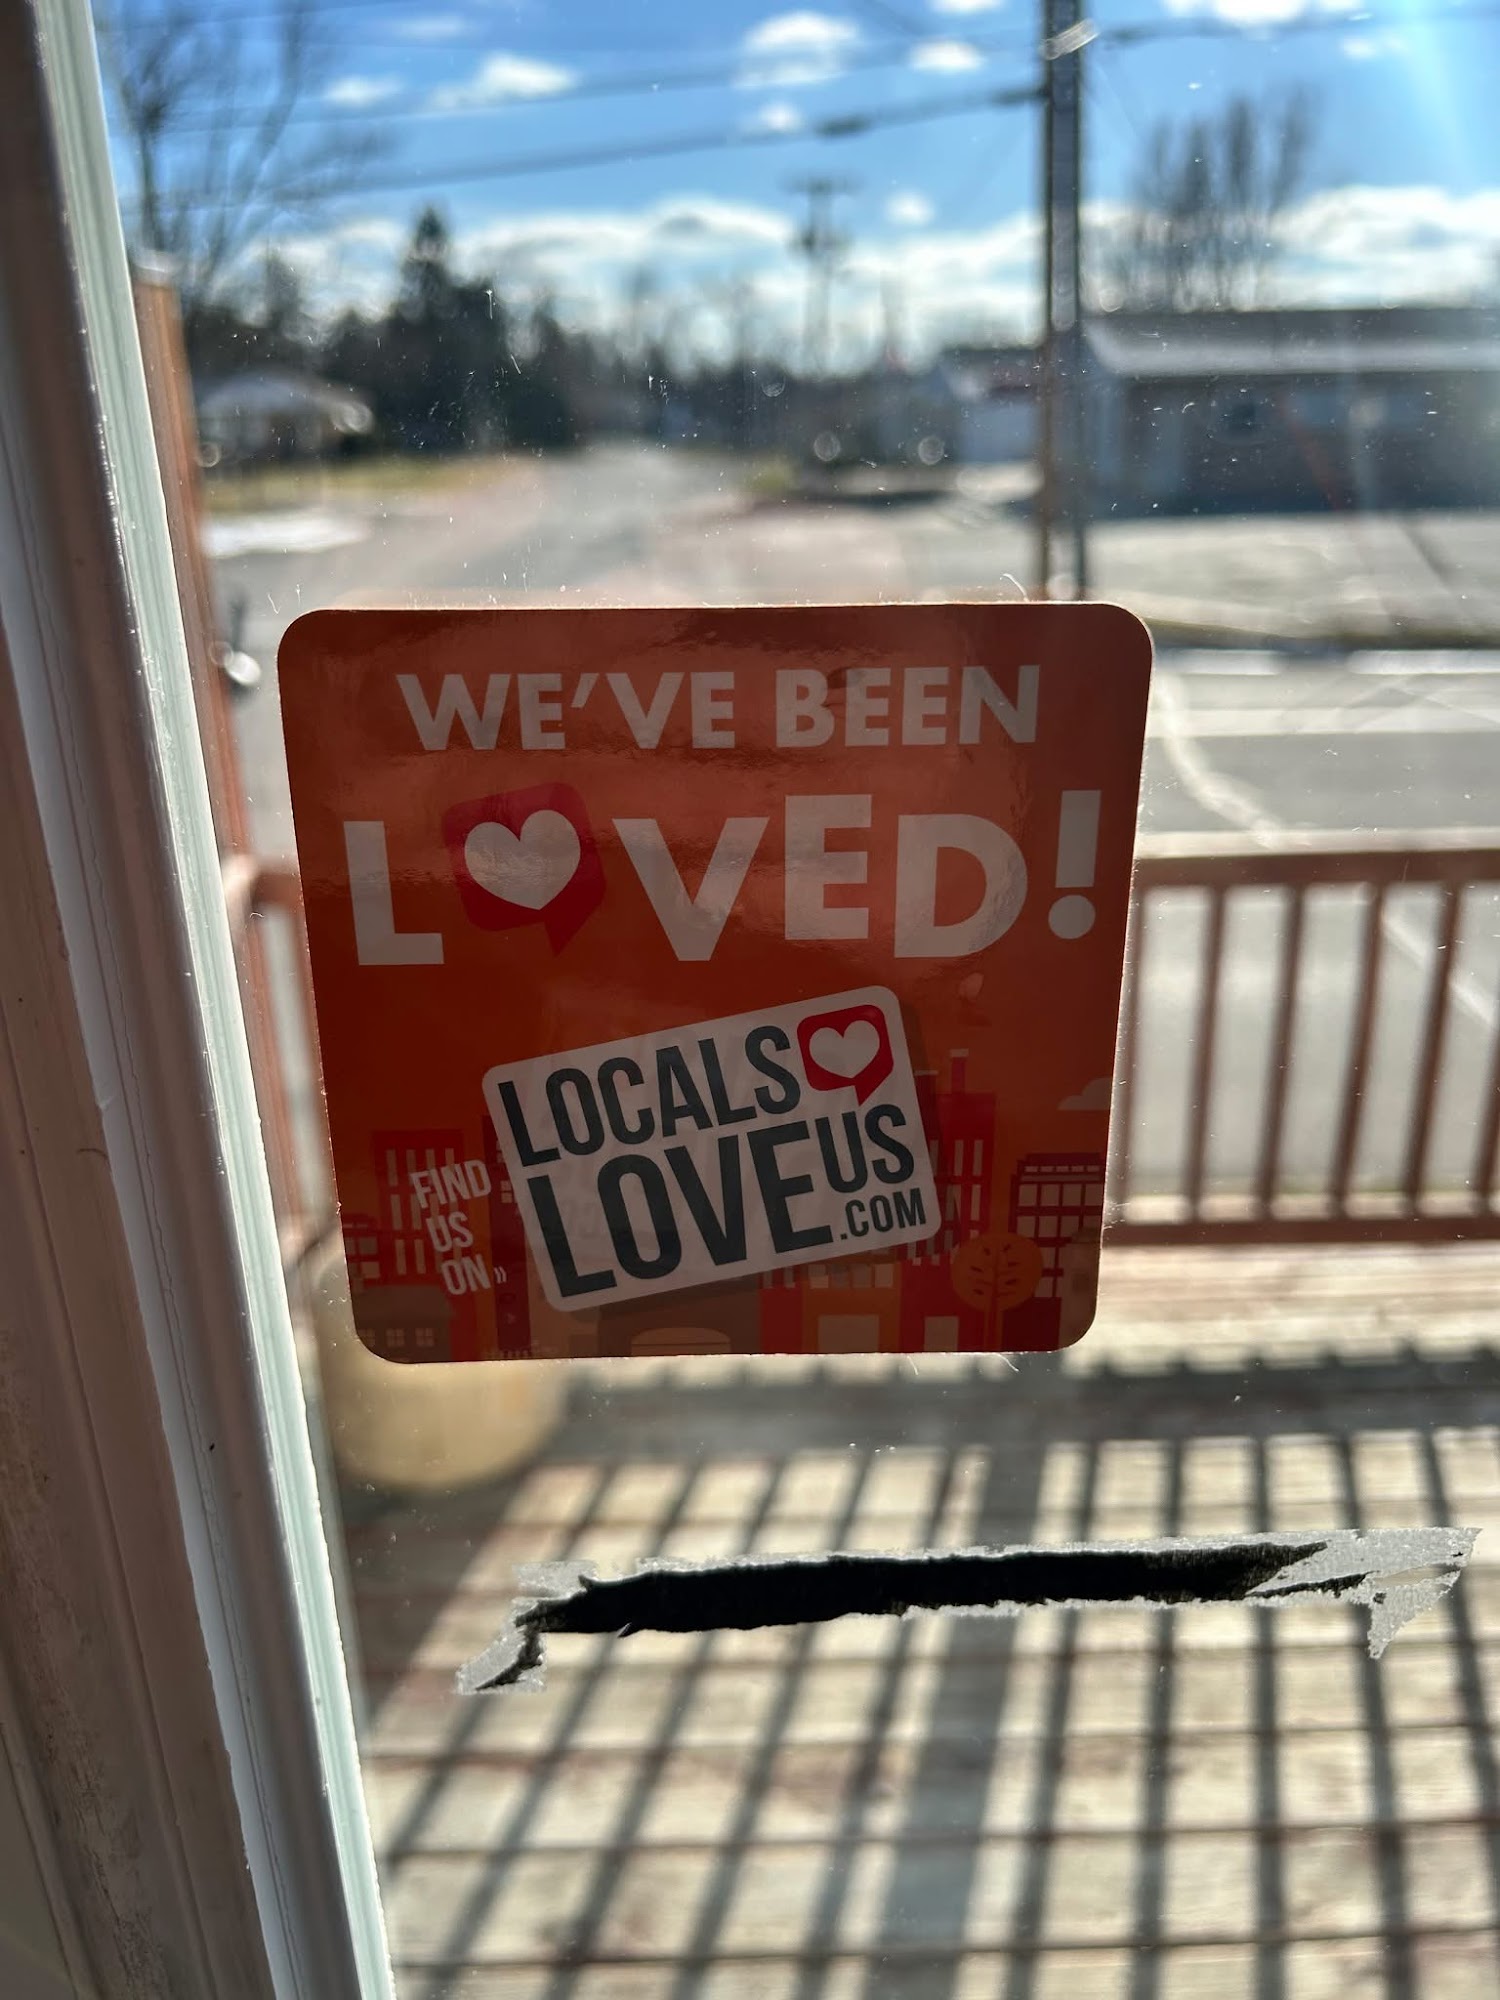 WE'VE BEEN
LOVED!
LOCALS
LOVEUS
.COM
FIND
US
ON»